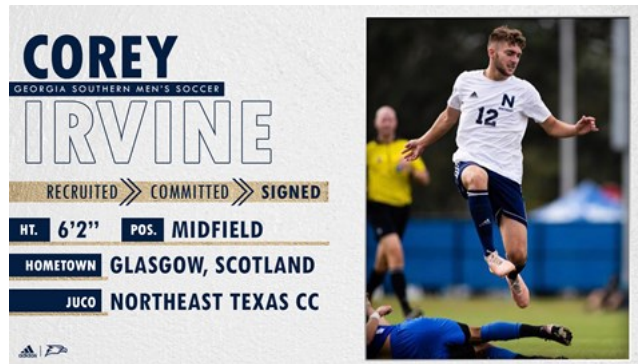 COREY
GEORGIA SOUTHERN MEN'S SOCCER
IRVINE
RECRUITED COMMITTED SIGNED
HT. 6'2” POS. MIDFIELD
HOMETOWN GLASGOW, SCOTLAND
JUCO NORTHEAST TEXAS CC
N
12